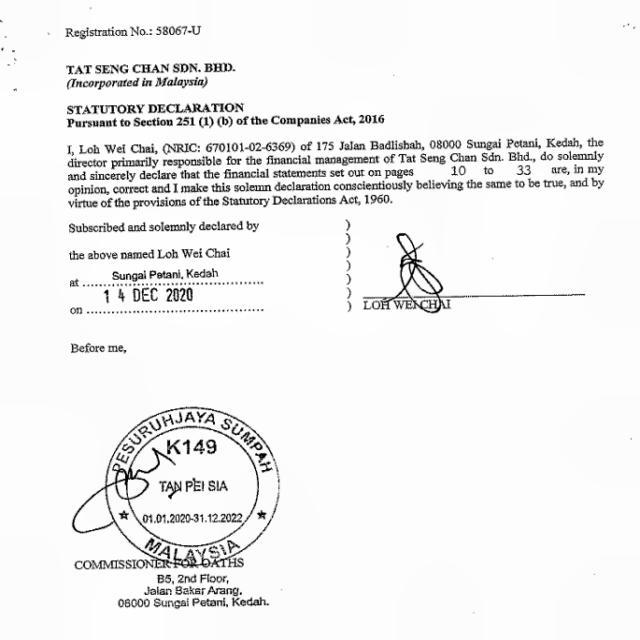 Registration No.: 58067-U
TAT SENG CHAN SDN. BHD.
(Incorporated in Malaysia)
STATUTORY DECLARATION
Pursuant to Section 251 (1) (b) of the Companies Act, 2016
I, Loh Wei Chai, (NRIC: 670101-02-6369) of 175 Jalan Badlishah, 08000 Sungai Petani, Kedah, the
director primarily responsible for the financial management of Tat Seng Chan Sdn. Bhd., do solemnly
and sincerely declare that the financial statements set out on pages 10 to 33 are, in my
opinion, correct and I make this solemn declaration conscientiously believing the same to be true, and by
virtue of the provisions of the Statutory Declarations Act, 1960.
Subscribed and solemnly declared by )
)
the above named Loh Wei Chai )
)
at Sungai Petani, Kedah )
)
on 14 DEC 2020 ) LOH WEI CHAI
Before me,
PESURUHJAYA SUMPAH
K149
TAN PEI SIA
01.01.2020-31.12.2022
MALAYSIA
COMMISSIONER FOR OATHS
B5, 2nd Floor,
Jalan Bakar Arang,
08000 Sungai Petani, Kedah.